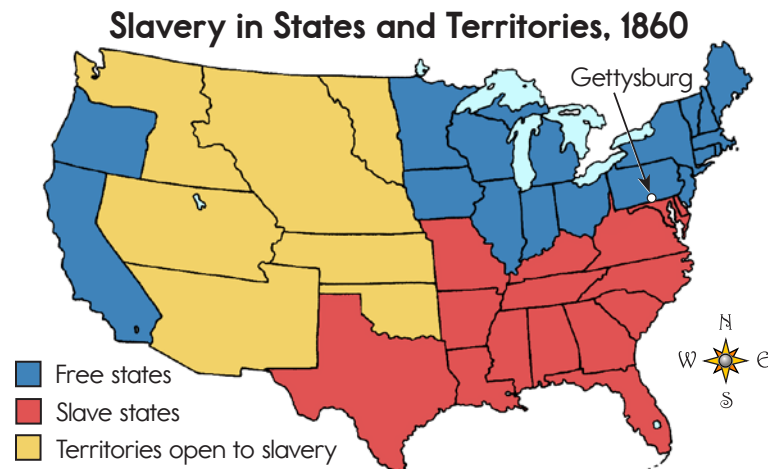 Slavery in States and Territories, 1860
Gettysburg
N
W
E
S
Free states
Slave states
Territories open to slavery